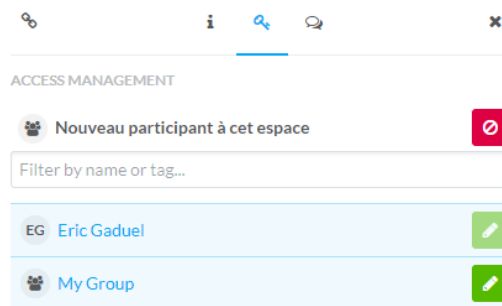 ACCESS MANAGEMENT
Nouveau participant à cet espace
Filter by name or tag...
EG Eric Gaduel
My Group